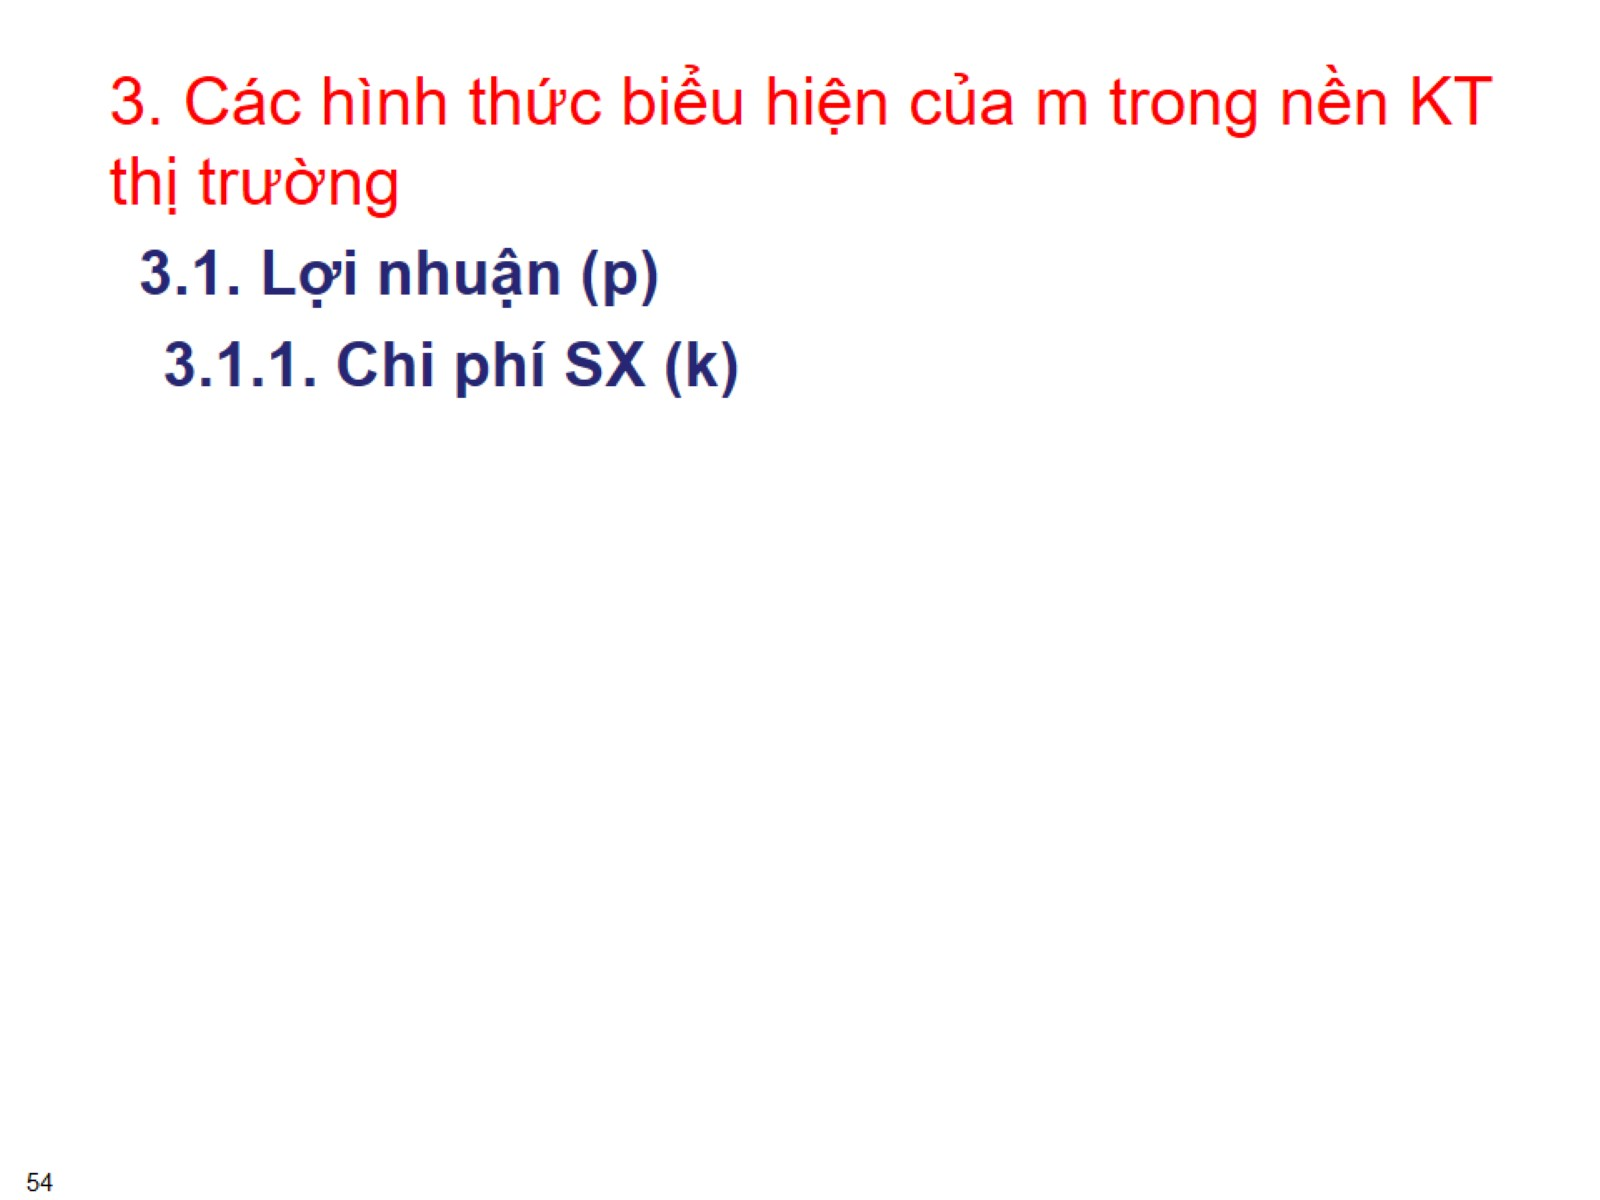 3. Các hình thức biểu hiện của m trong nền KT
thị trường
3.1. Lợi nhuận (p)
3.1.1. Chi phí SX (k)
54